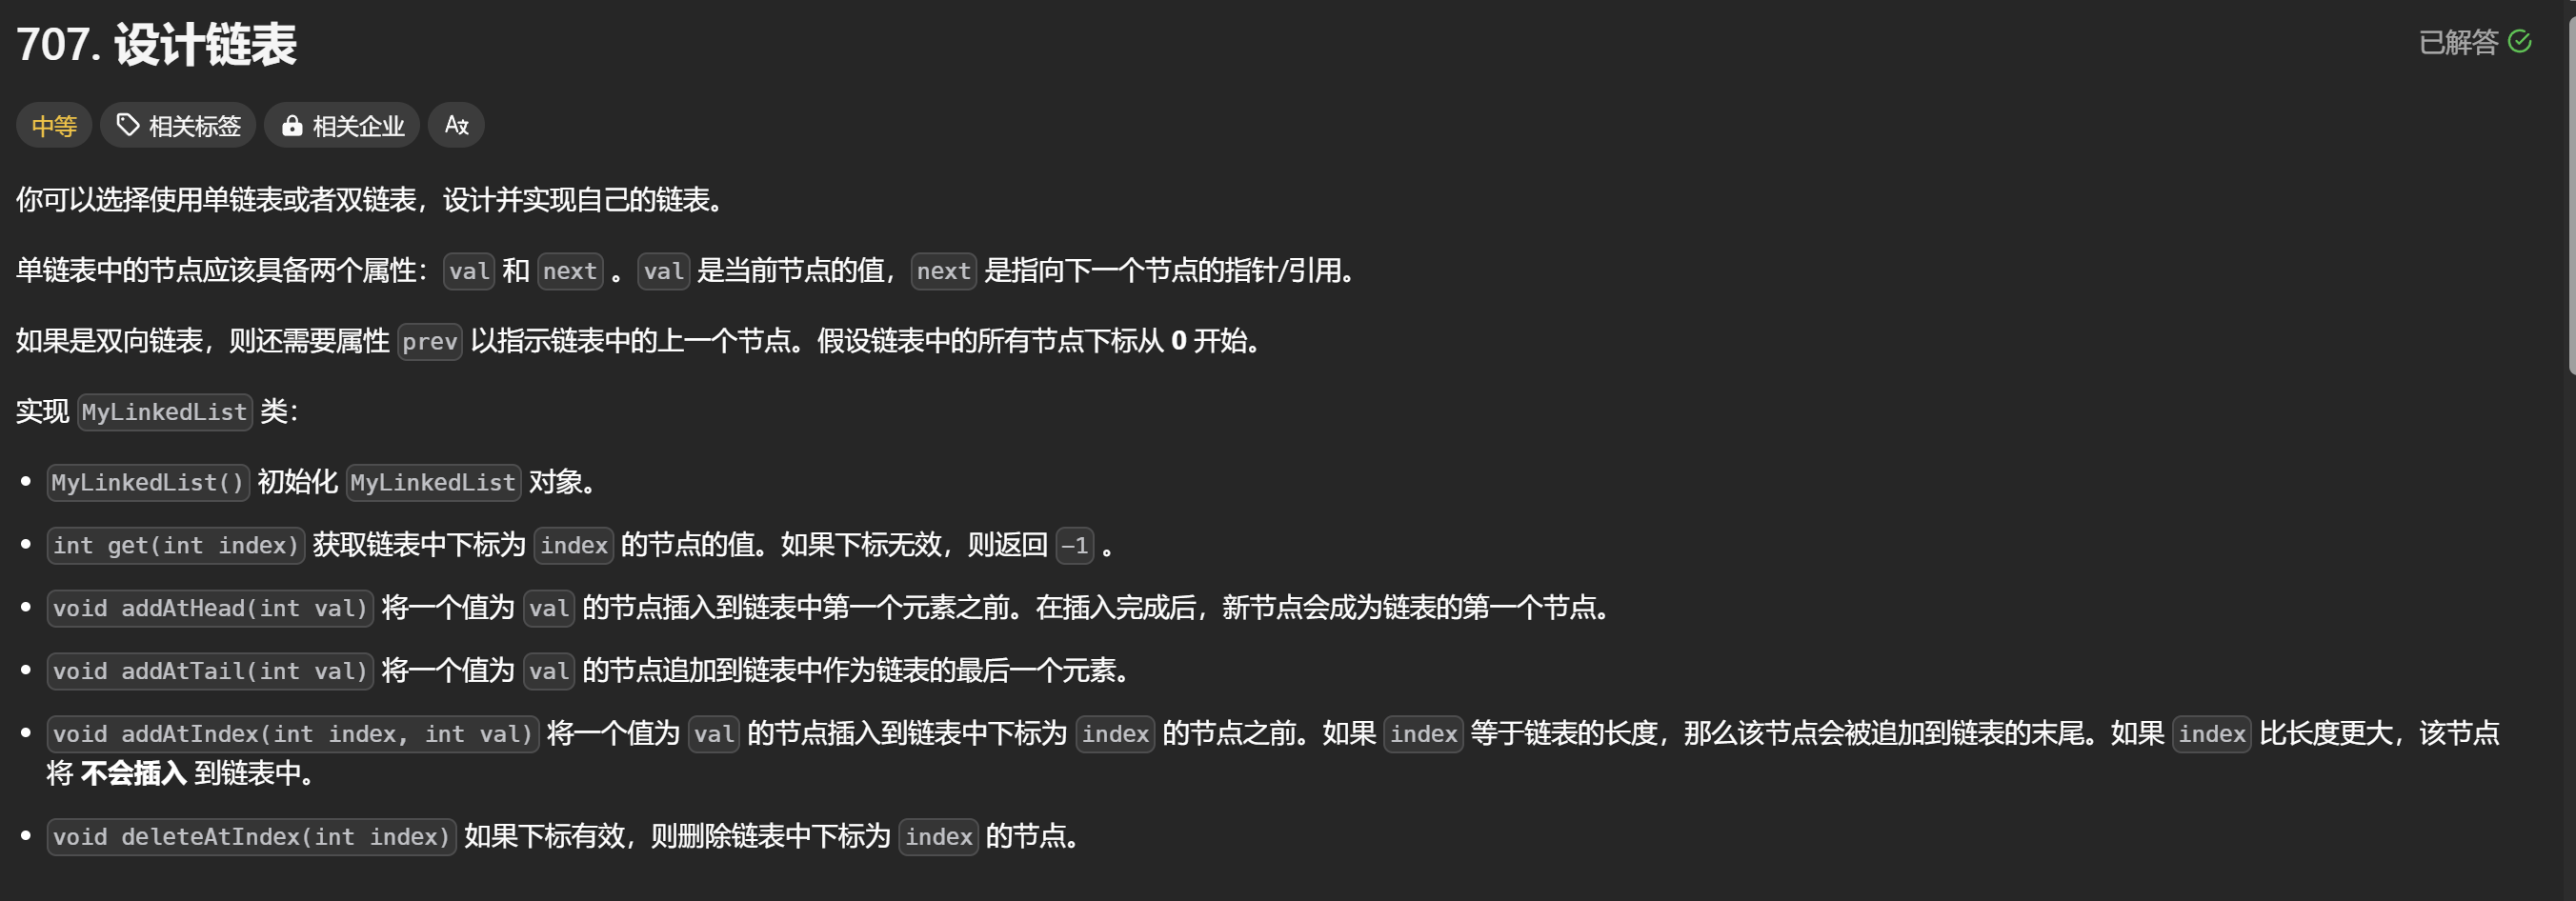 707. 设计链表
已解答
中等 相关标签 相关企业 Ax
你可以选择使用单链表或者双链表，设计并实现自己的链表。
单链表中的节点应该具备两个属性：val 和 next 。val 是当前节点的值，next 是指向下一个节点的指针/引用。
如果是双向链表，则还需要属性 prev 以指示链表中的上一个节点。假设链表中的所有节点下标从 0 开始。
实现 MyLinkedList 类：
• MyLinkedList() 初始化 MyLinkedList 对象。
• int get(int index) 获取链表中下标为 index 的节点的值。如果下标无效，则返回 -1 。
• void addAtHead(int val) 将一个值为 val 的节点插入到链表中第一个元素之前。在插入完成后，新节点会成为链表的第一个节点。
• void addAtTail(int val) 将一个值为 val 的节点追加到链表中作为链表的最后一个元素。
• void addAtIndex(int index, int val) 将一个值为 val 的节点插入到链表中下标为 index 的节点之前。如果 index 等于链表的长度，那么该节点会被追加到链表的末尾。如果 index 比长度更大，该节点
将 不会插入 到链表中。
• void deleteAtIndex(int index) 如果下标有效，则删除链表中下标为 index 的节点。